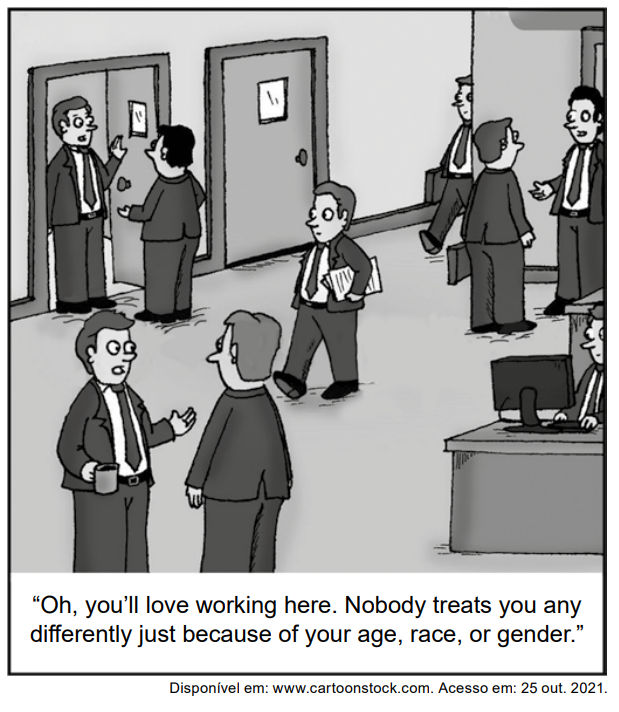 “Oh, you’ll love working here. Nobody treats you any
differently just because of your age, race, or gender.”
Disponível em: www.cartoonstock.com. Acesso em: 25 out. 2021.